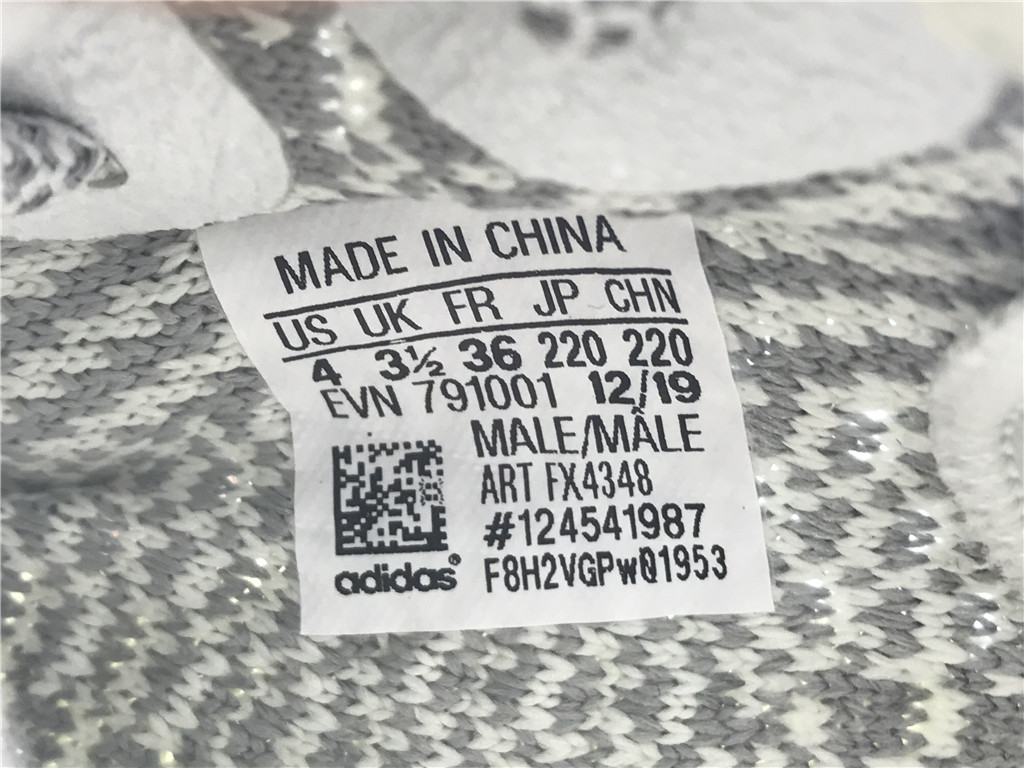 MADE IN CHINA
US UK FR JP CHN
4 3½ 36 220 220
EVN 791001 12/19
MALE/MÂLE
ART FX4348
#124541987
F8H2VGPw01953
adidas®